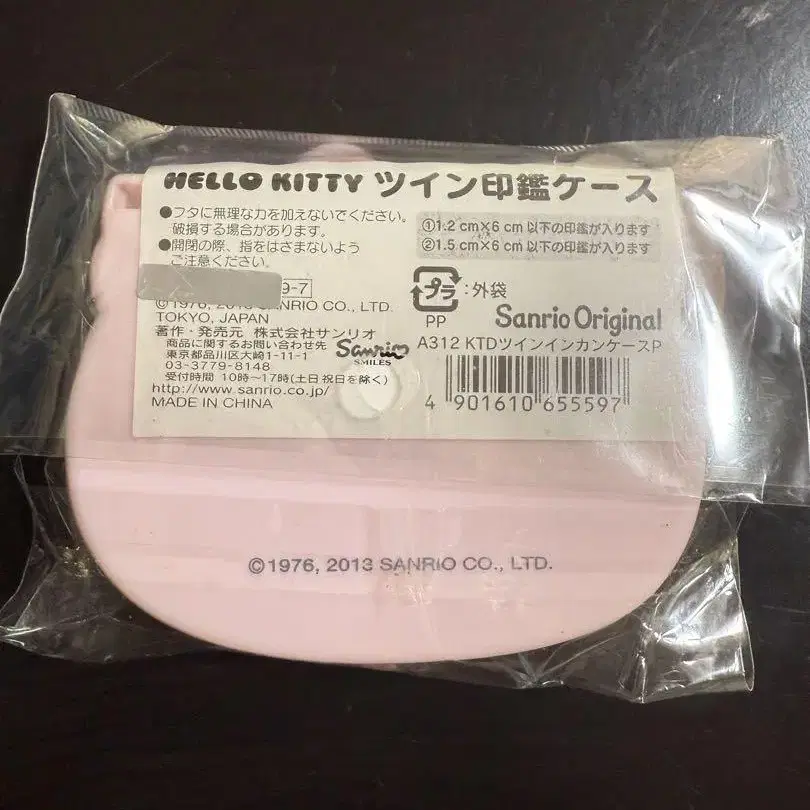 HELLO KITTY ツイン印鑑ケース
●フタに無理な力を加えないでください。
破損する場合があります。
●開閉の際、指をはさまないよう
ご注意ください。
①1.2 cm×6 cm 以下の印鑑が入ります
②1.5 cm×6 cm 以下の印鑑が入ります
9-7
©1976, 2013 SANRIO CO., LTD.
TOKYO, JAPAN
著作・発売元 株式会社サンリオ
商品に関するお問い合わせ先
東京都品川区大崎1-11-1
03-3779-8148
受付時間 10時~17時(土日祝日を除く)
http://www.sanrio.co.jp/
MADE IN CHINA
Sanrio
SMILES
プラ :外袋
PP
Sanrio Original
A312 KTDツインインカンケースP
4 901610 655597
©1976, 2013 SANRIO CO., LTD.